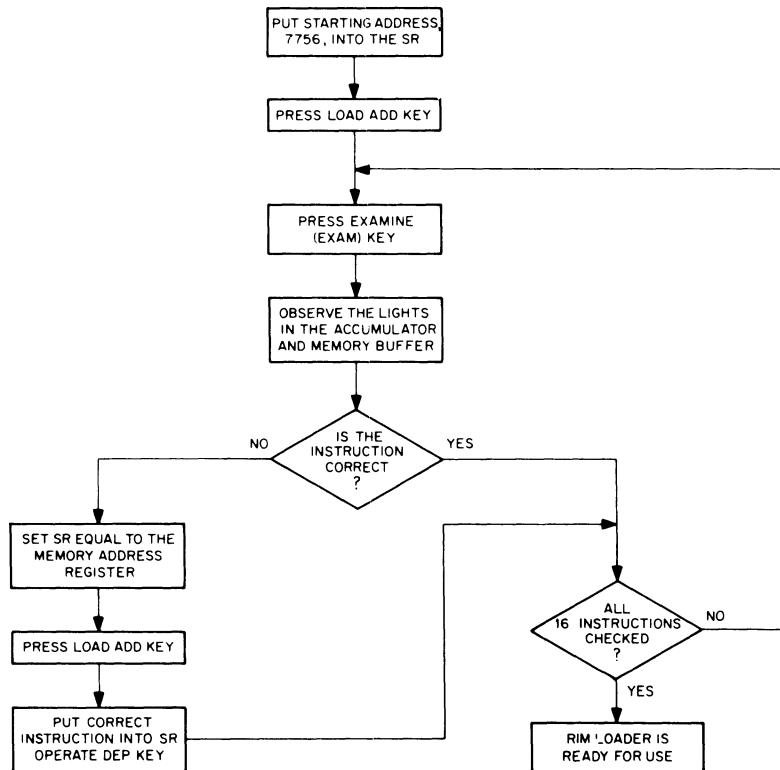 PUT STARTING ADDRESS,
7756, INTO THE SR
PRESS LOAD ADD KEY
PRESS EXAMINE
(EXAM) KEY
OBSERVE THE LIGHTS
IN THE ACCUMULATOR
AND MEMORY BUFFER
NO
IS THE
INSTRUCTION
CORRECT
?
YES
SET SR EQUAL TO THE
MEMORY ADDRESS
REGISTER
PRESS LOAD ADD KEY
PUT CORRECT
INSTRUCTION INTO SR
OPERATE DEP KEY
ALL
16 INSTRUCTIONS
CHECKED
?
NO
YES
RIM LOADER IS
READY FOR USE